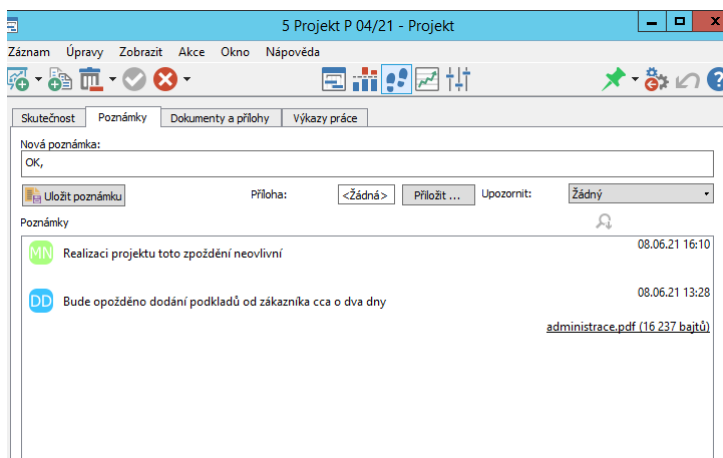 5 Projekt P 04/21 - Projekt
Záznam Úpravy Zobrazit Akce Okno Nápověda
Skutečnost Poznámky Dokumenty a přílohy Výkazy práce
Nová poznámka:
OK,
Uložit poznámku Příloha: <Žádná> Přiložit ... Upozornit: Žádný
Poznámky
MN Realizaci projektu toto zpoždění neovlivní 08.06.21 16:10
DD Bude opožděno dodání podkladů od zákazníka cca o dva dny 08.06.21 13:28
administrace.pdf (16 237 bajtů)